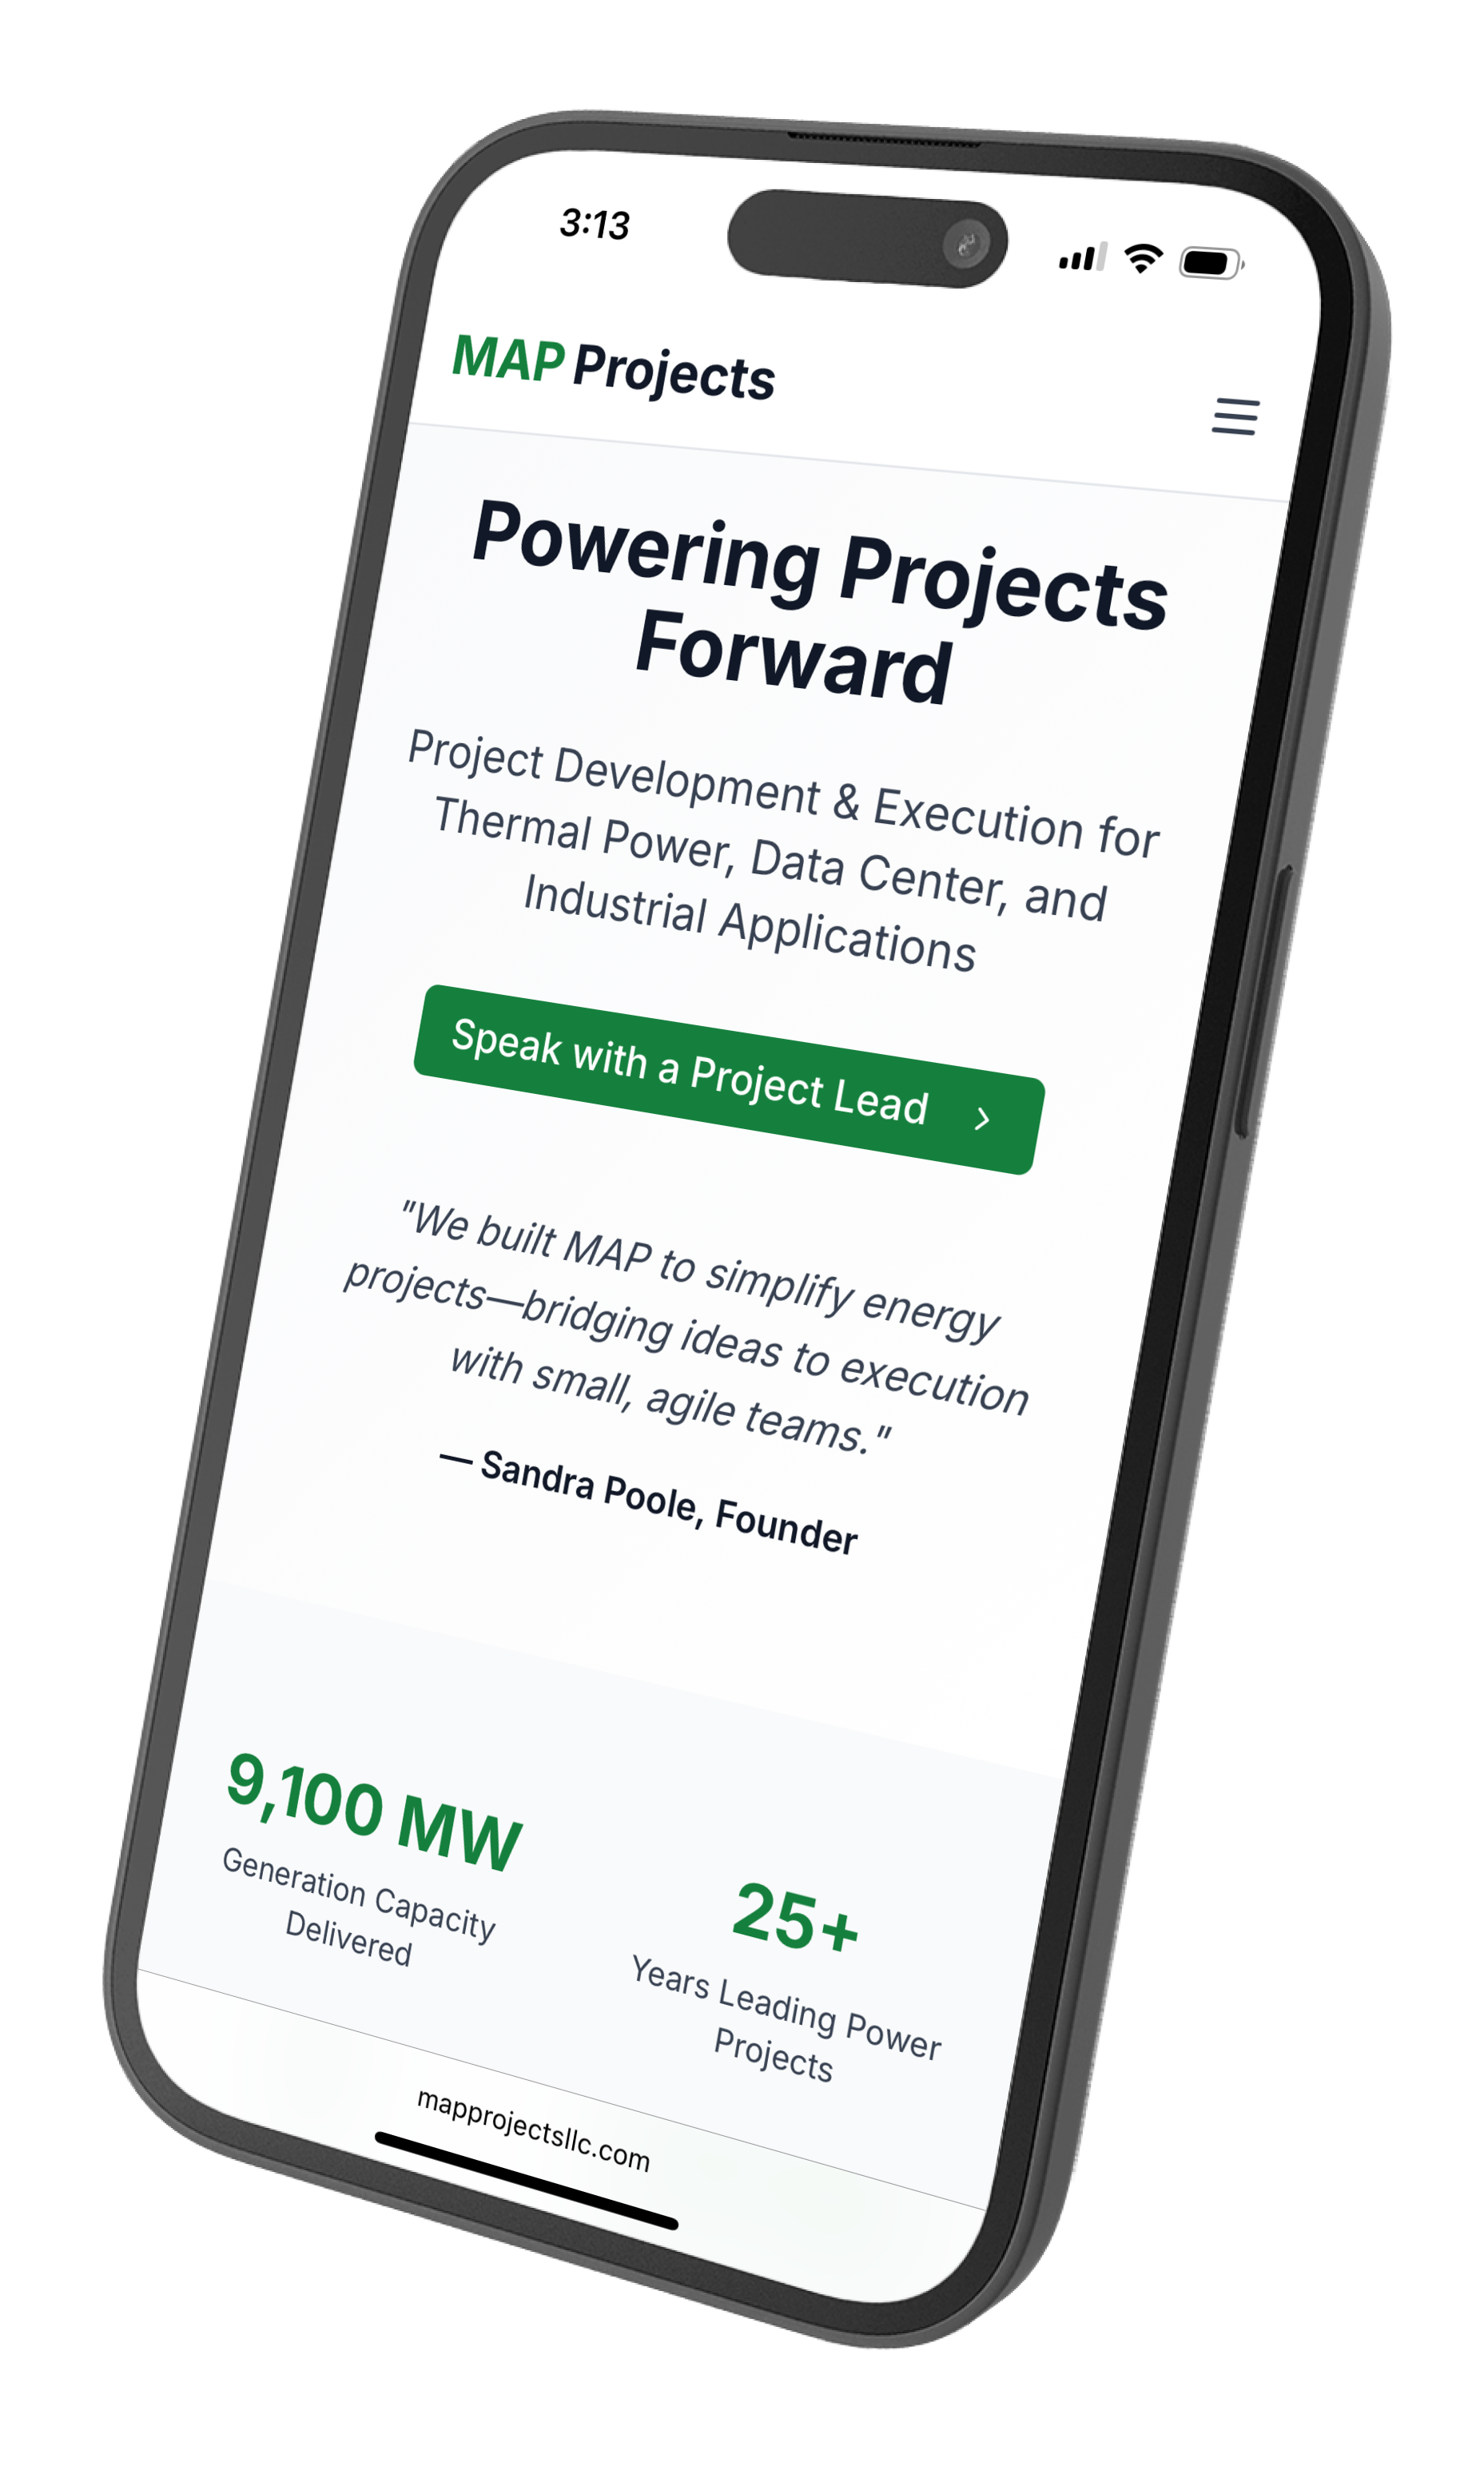 3:13
MAP Projects
Powering Projects
Forward
Project Development & Execution for
Thermal Power, Data Center, and
Industrial Applications
Speak with a Project Lead
"We built MAP to simplify energy
projects—bridging ideas to execution
with small, agile teams."
— Sandra Poole, Founder
9,100 MW
Generation Capacity
Delivered
25+
Years Leading Power
Projects
mapprojectsllc.com